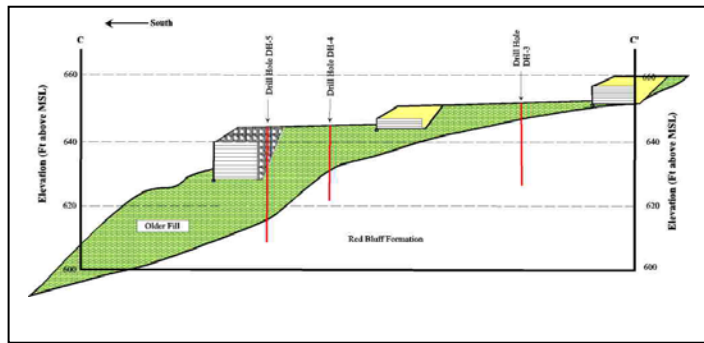 South
C
C'
Drill Hole DH-5
Drill Hole DH-4
Drill Hole
DH-3
Elevation (Ft above MSL)
660
640
620
600
660
640
620
600
Elevation (Ft above MSL)
Older Fill
Red Bluff Formation